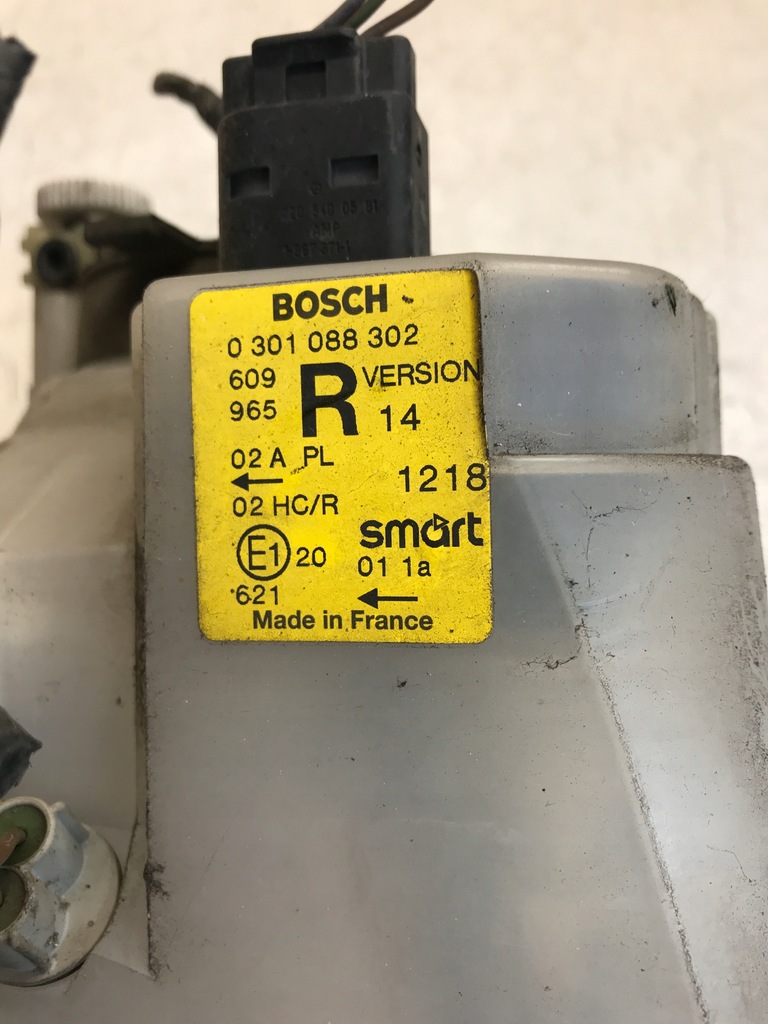 AMP
BOSCH
0 301 088 302
609 R VERSION
965 14
02 A PL
← 1218
02 HC/R
smart
E1 20 01 1a
621 ←
Made in France